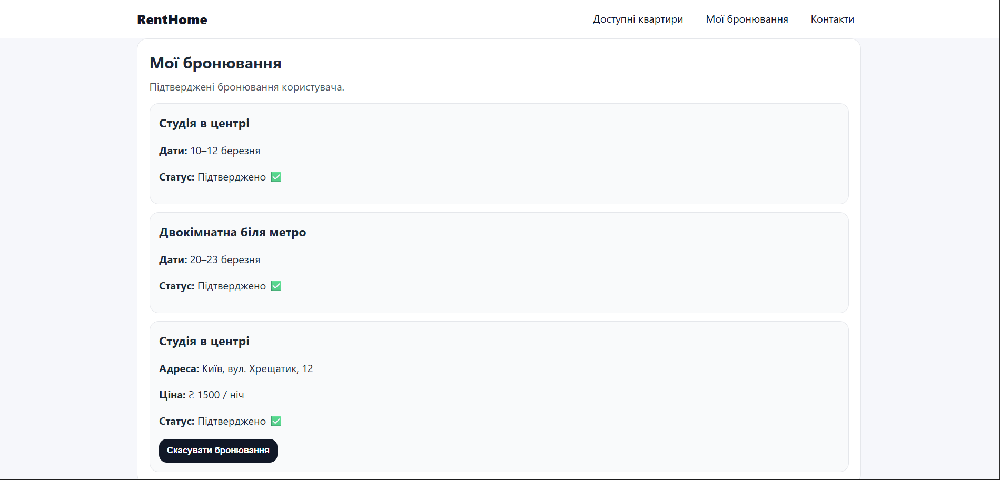 RentHome
Доступні квартири
Мої бронювання
Контакти
Мої бронювання
Підтверджені бронювання користувача.
Студія в центрі
Дати: 10–12 березня
Статус: Підтверджено ✅
Двокімнатна біля метро
Дати: 20–23 березня
Статус: Підтверджено ✅
Студія в центрі
Адреса: Київ, вул. Хрещатик, 12
Ціна: ₴ 1500 / ніч
Статус: Підтверджено ✅
Скасувати бронювання